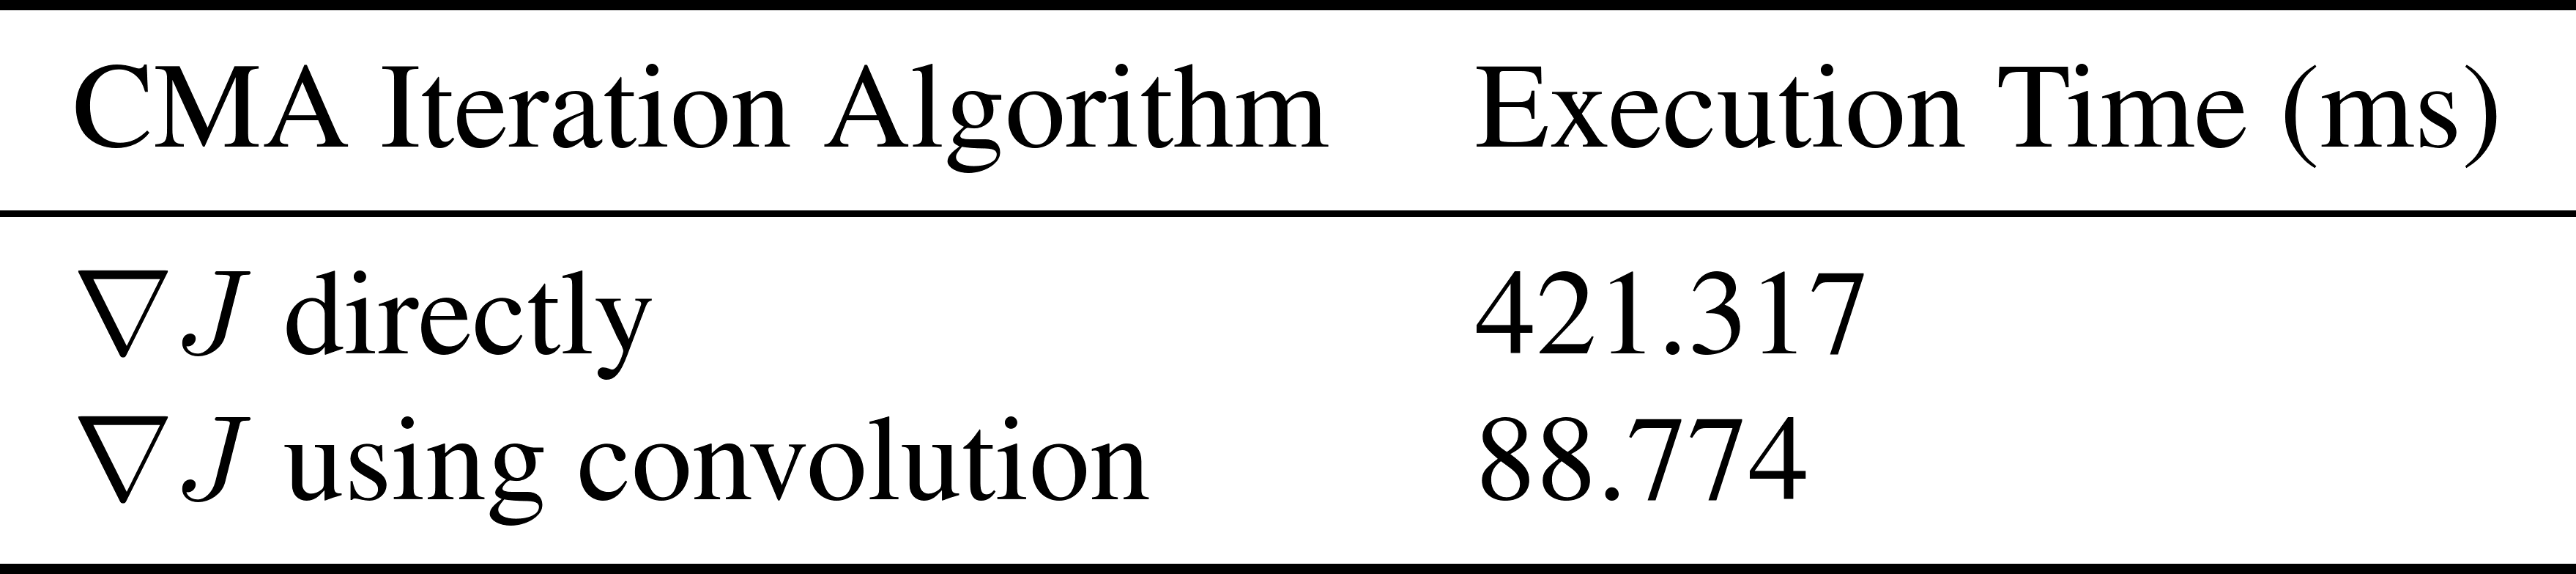 CMA Iteration Algorithm Execution Time (ms)
∇J directly 421.317
∇J using convolution 88.774